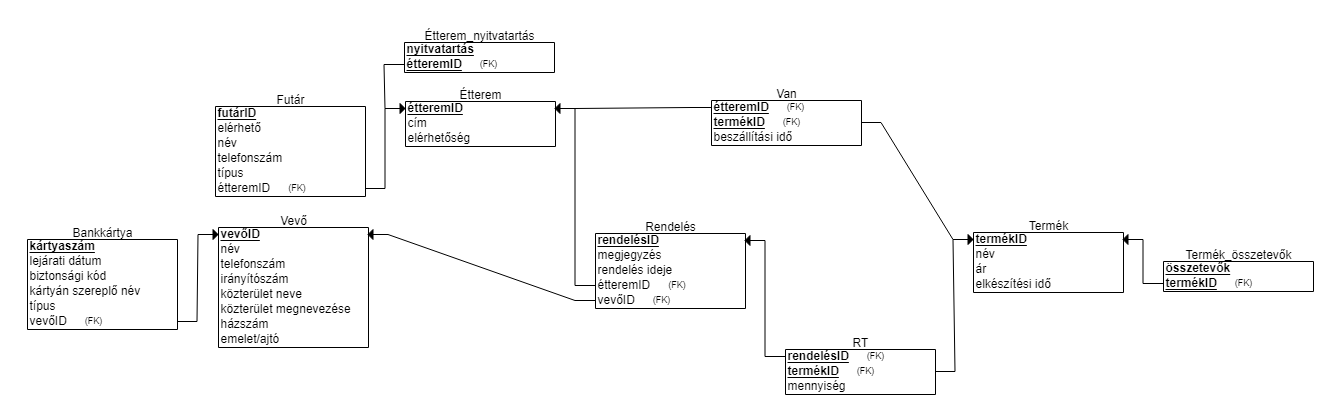 Étterem_nyitvatartás
nyitvatartás
étteremID (FK)
Futár
futárID
elérhető
név
telefonszám
típus
étteremID (FK)
Étterem
étteremID
cím
elérhetőség
Van
étteremID (FK)
termékID (FK)
beszállítási idő
Bankkártya
kártyaszám
lejárati dátum
biztonsági kód
kártyán szereplő név
típus
vevőID (FK)
Vevő
vevőID
név
telefonszám
irányítószám
közterület neve
közterület megnevezése
házszám
emelet/ajtó
Rendelés
rendelésID
megjegyzés
rendelés ideje
étteremID (FK)
vevőID (FK)
Termék
termékID
név
ár
elkészítési idő
Termék_összetevők
összetevők
termékID (FK)
RT
rendelésID (FK)
termékID (FK)
mennyiség